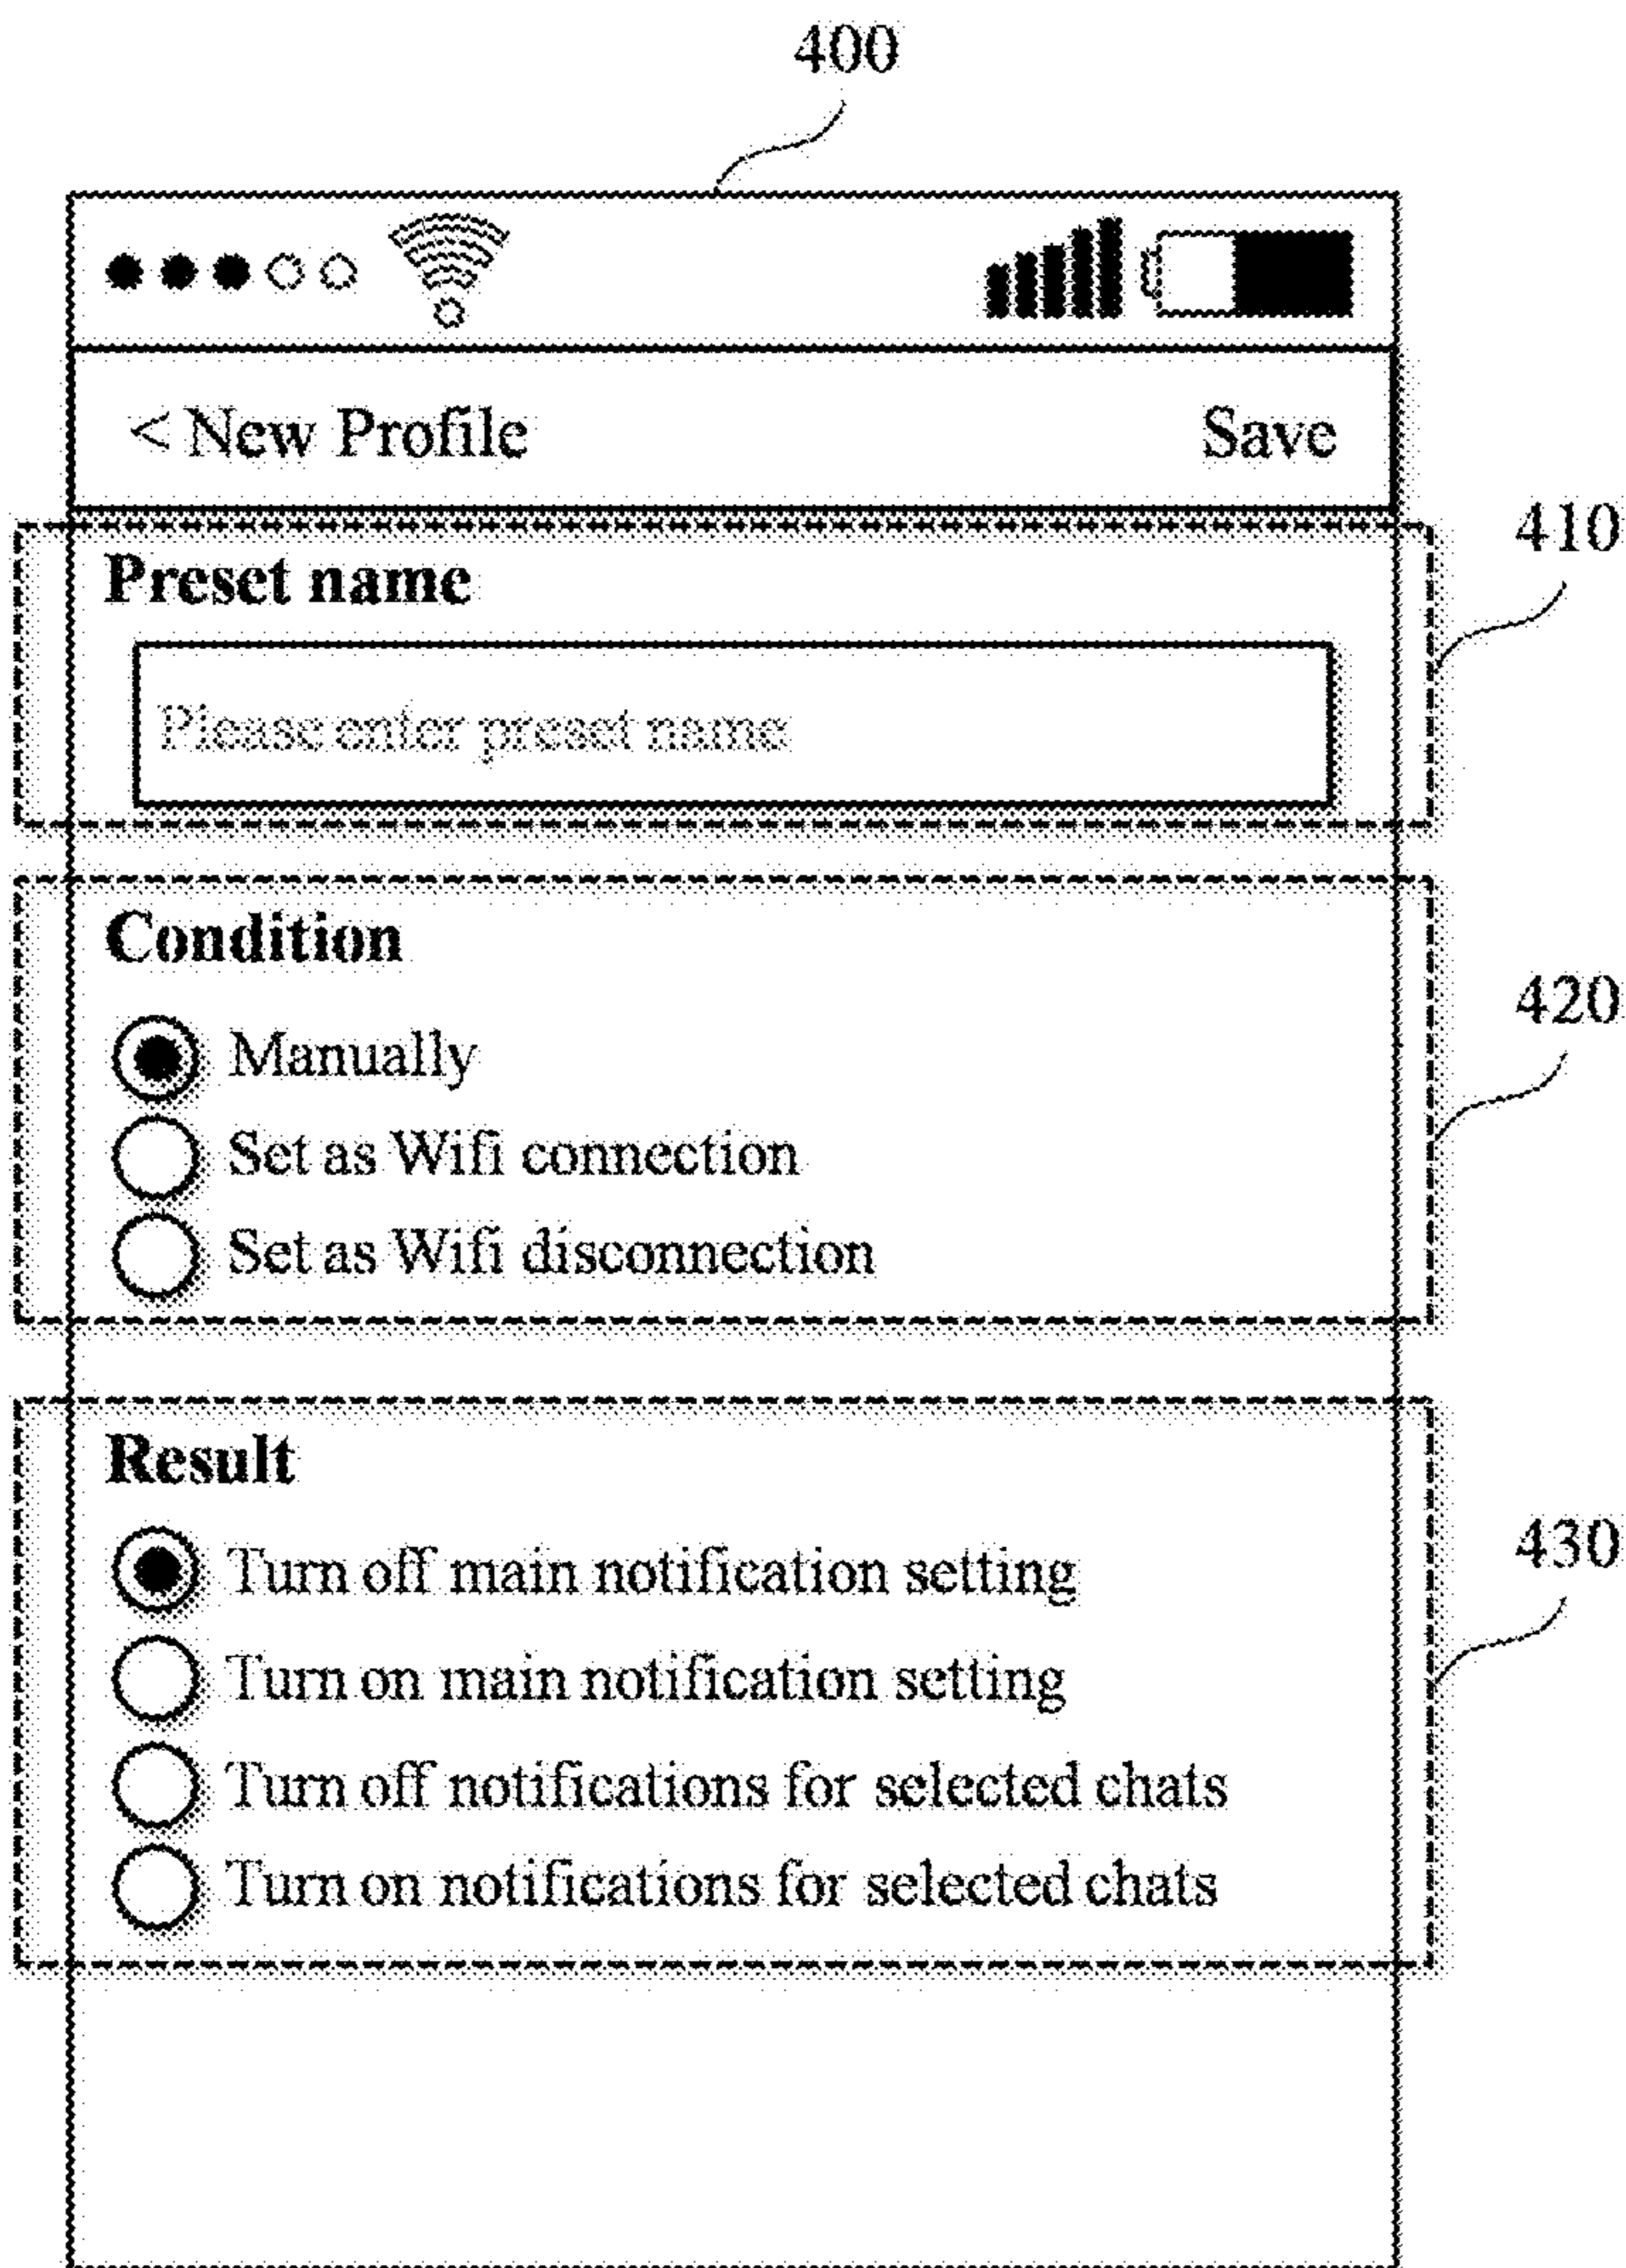 400
< New Profile Save
410
Preset name
Please enter preset name
420
Condition
Manually
Set as Wifi connection
Set as Wifi disconnection
430
Result
Turn off main notification setting
Turn on main notification setting
Turn off notifications for selected chats
Turn on notifications for selected chats